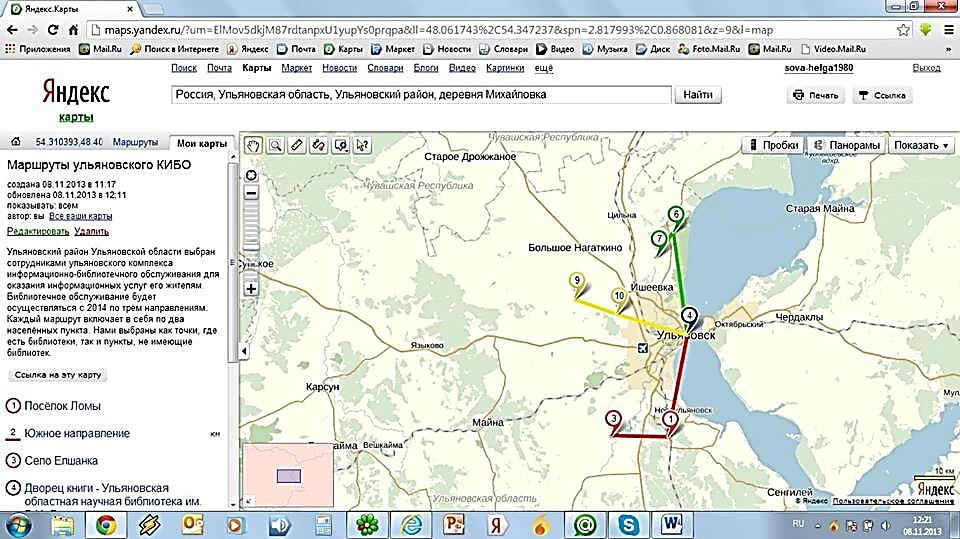 Яндекс.Карты
maps.yandex.ru/?um=ElMov5dkjM87rdtanpxU1yupYs0prqpa&ll=48.061743%2C54.347237&spn=2.817993%2C0.868081&z=9&l=map
Приложения Mail.Ru Поиск в Интернете Яндекс Почта Карты Маркет Новости Словари Видео Музыка Диск Foto.Mail.Ru Mail.Ru Video.Mail.Ru
Поиск Почта Карты Маркет Новости Словари Блоги Видео Картинки ещё
sova-helga1980 Выход
Яндекс
карты
Россия, Ульяновская область, Ульяновский район, деревня Михайловка
Найти
Печать Ссылка
54.310393,48.40 Маршруты Мои карты
Маршруты ульяновского КИБО
создана 08.11.2013 в 11.17
обновлена 08.11.2013 в 12:11
показывать: всем
автор: вы Все ваши карты
Редактировать Удалить
Ульяновский район Ульяновской области выбран
сотрудниками ульяновского комплекса
информационно-библиотечного обслуживания для
оказания информационных услуг его жителям.
Библиотечное обслуживание будет
осуществляться с 2014 по трём направлениям.
Каждый маршрут включает в себя по два
населённых пункта. Нами выбраны как точки, где
есть библиотеки, так и пункты, не имеющие
библиотек.
Ссылка на эту карту
1 Посёлок Ломы
2 Южное направление км
3 Село Елшанка
4 Дворец книги - Ульяновская
областная научная библиотека им.
Пробки Панорамы Показать
Чувашская Республика
Старое Дрожжаное
Чувашская Республика
Цильна
6
Старая Майна
7
Большое Нагаткино
9
Ишеевка
10
4
Октябрьский
Чердаклы
Ульяновск
Языково
Карсун
Майна
3
1
Вешкайма
Ульяновская область
Сенгилей
10 км
Яндекс
© Яндекс Пользовательское соглашение
RU
12:21
08.11.2013